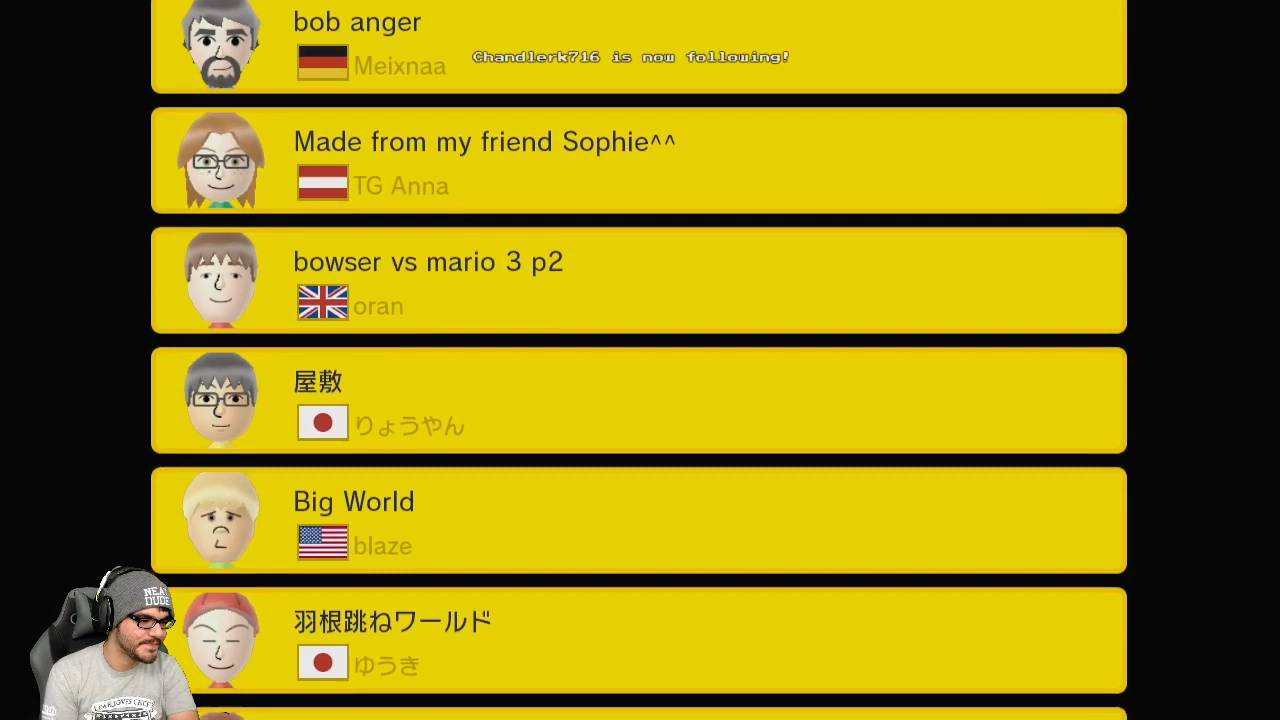 bob anger
Meixnaa
Chandlerk716 is now following!
Made from my friend Sophie^^
TG Anna
bowser vs mario 3 p2
oran
屋敷
りょうやん
Big World
blaze
羽根跳ねワールド
ゆうき
NEAT
DUDE